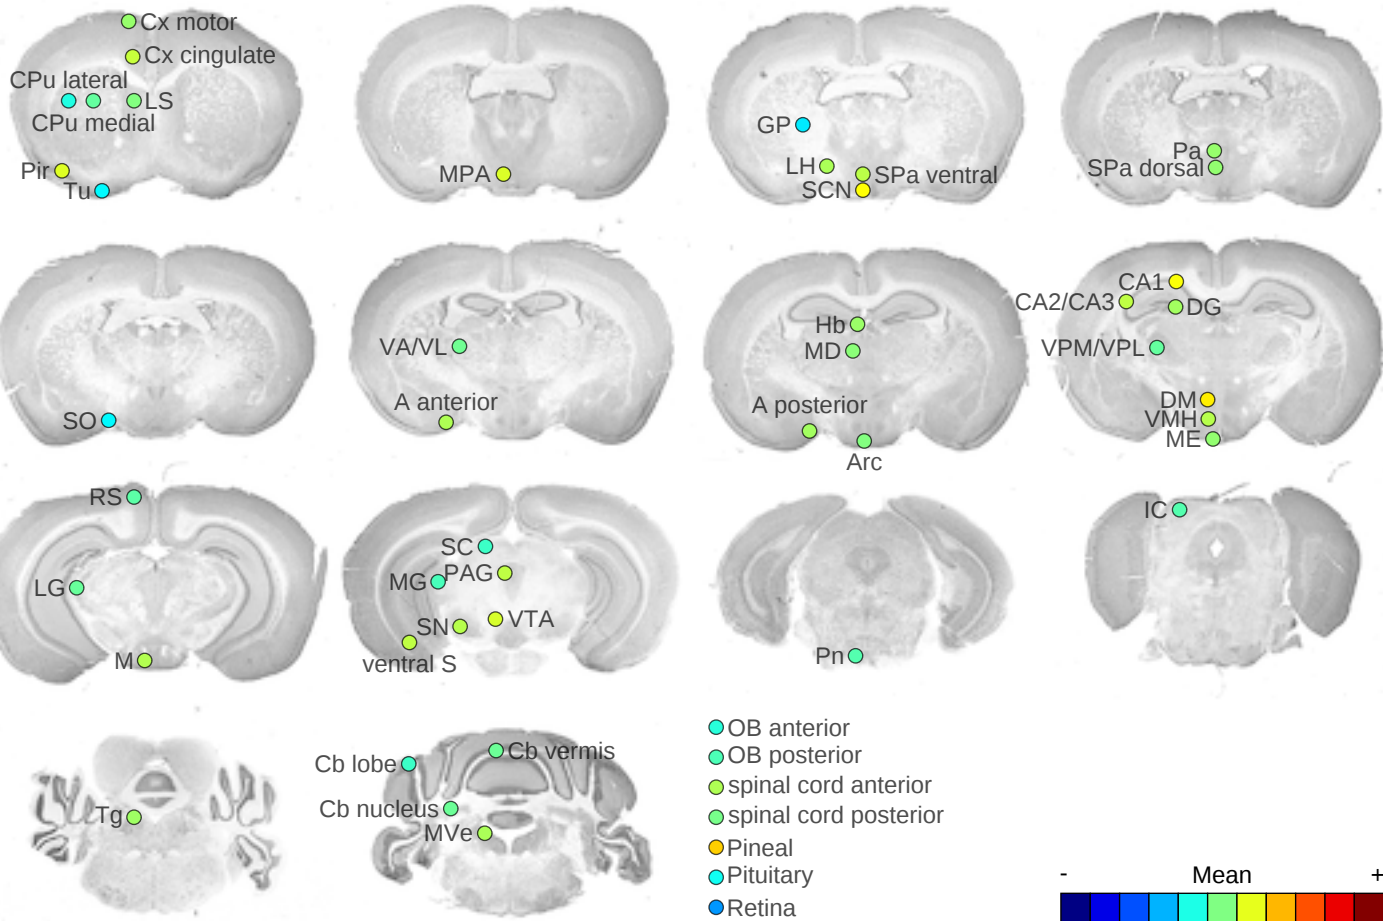 Cx motor
Cx cingulate
CPu lateral
LS
CPu medial
Pir
Tu
MPA
GP
LH
SPa ventral
SCN
Pa
SPa dorsal
SO
VA/VL
A anterior
Hb
MD
A posterior
Arc
CA1
CA2/CA3
DG
VPM/VPL
DM
VMH
ME
RS
LG
M
SC
MG
PAG
SN
VTA
ventral S
Pn
IC
Tg
Cb lobe
Cb vermis
Cb nucleus
MVe
OB anterior
OB posterior
spinal cord anterior
spinal cord posterior
Pineal
Pituitary
Retina
- Mean +